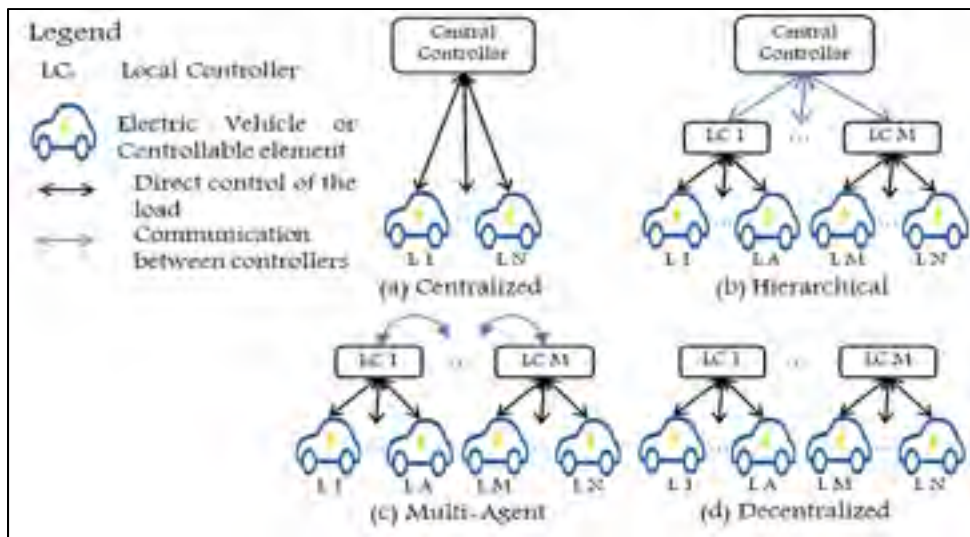 Legend
LC. Local Controller
Electric Vehicle or
Controllable element
Direct control of the
load
Communication
between controllers
Central
Controller
L 1 L N
(a) Centralized
Central
Controller
LC 1 ... LC M
L 1 L A L M L N
(b) Hierarchical
LC 1 ... LC M
L 1 L A L M L N
(c) Multi-Agent
LC 1 ... LC M
L 1 L A L M L N
(d) Decentralized